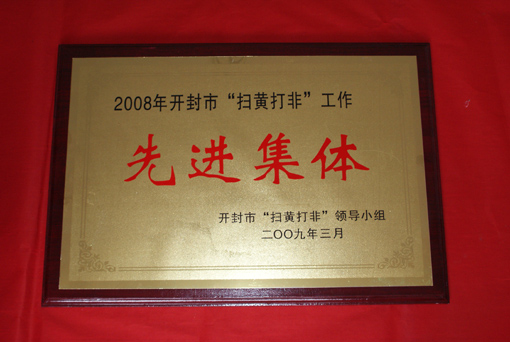 2008年开封市“扫黄打非”工作
先进集体
开封市“扫黄打非”领导小组
二〇〇九年三月